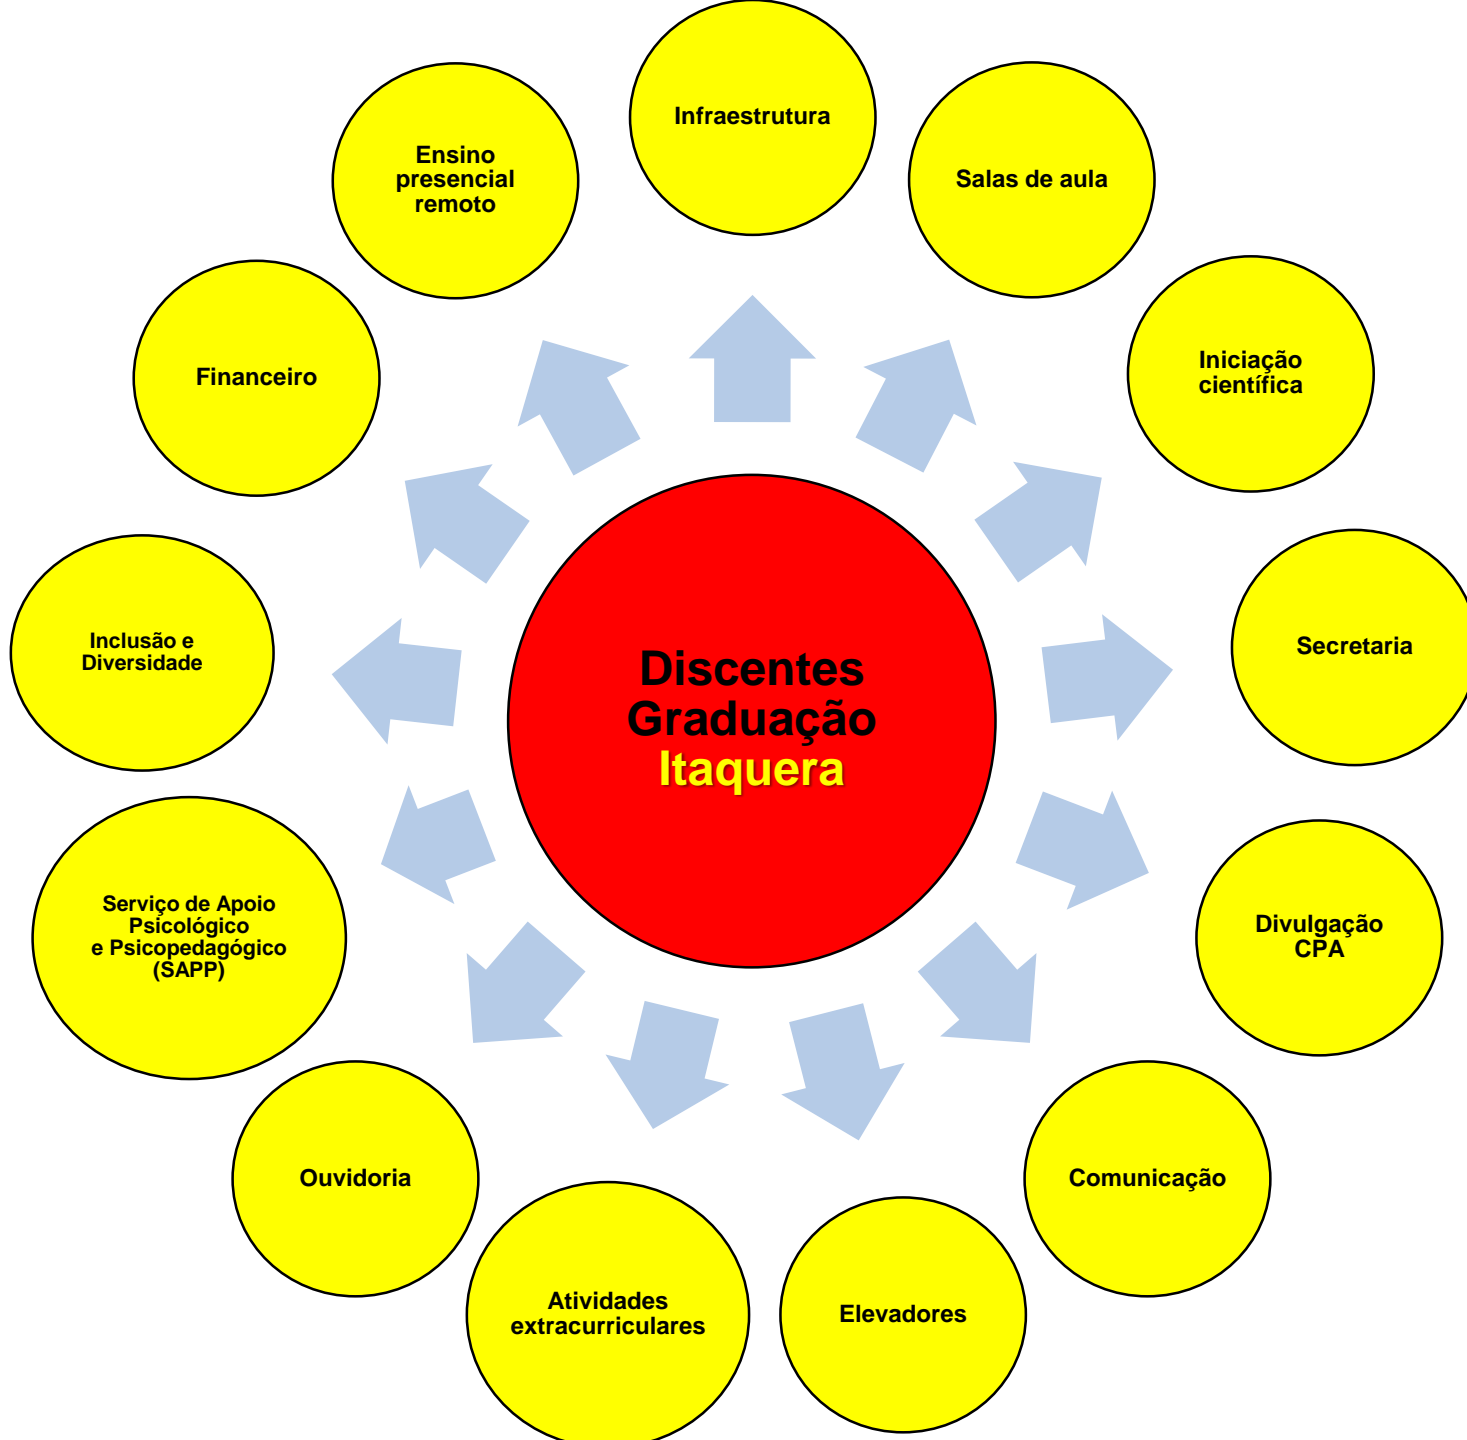 Infraestrutura
Salas de aula
Iniciação
científica
Secretaria
Divulgação
CPA
Comunicação
Elevadores
Atividades
extracurriculares
Ouvidoria
Serviço de Apoio
Psicológico
e Psicopedagógico
(SAPP)
Inclusão e
Diversidade
Financeiro
Ensino
presencial
remoto
Discentes
Graduação
Itaquera